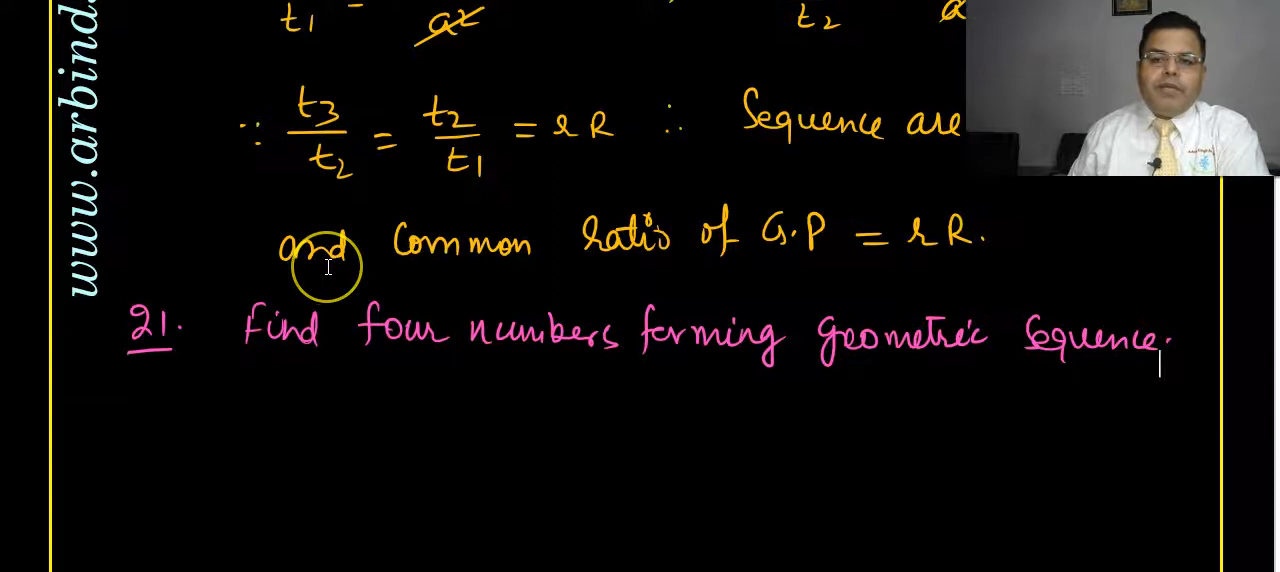 www.arbind.
t1 = a2
t2 a
∵ t3/t2 = t2/t1 = rR ∴ Sequence are
and common ratio of G.P = rR.
21. Find four numbers forming geometric sequence.